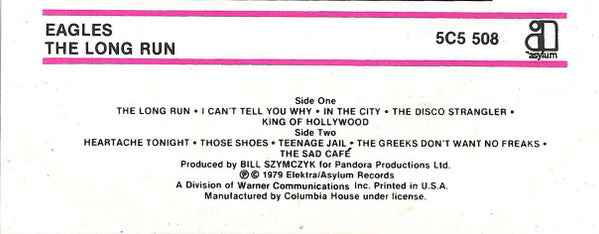 EAGLES
THE LONG RUN
5C5 508
asylum
Side One
THE LONG RUN • I CAN'T TELL YOU WHY • IN THE CITY • THE DISCO STRANGLER •
KING OF HOLLYWOOD
Side Two
HEARTACHE TONIGHT • THOSE SHOES • TEENAGE JAIL • THE GREEKS DON'T WANT NO FREAKS •
THE SAD CAFÉ
Produced by BILL SZYMCZYK for Pandora Productions Ltd.
℗ © 1979 Elektra/Asylum Records
A Division of Warner Communications Inc. Printed in U.S.A.
Manufactured by Columbia House under license.